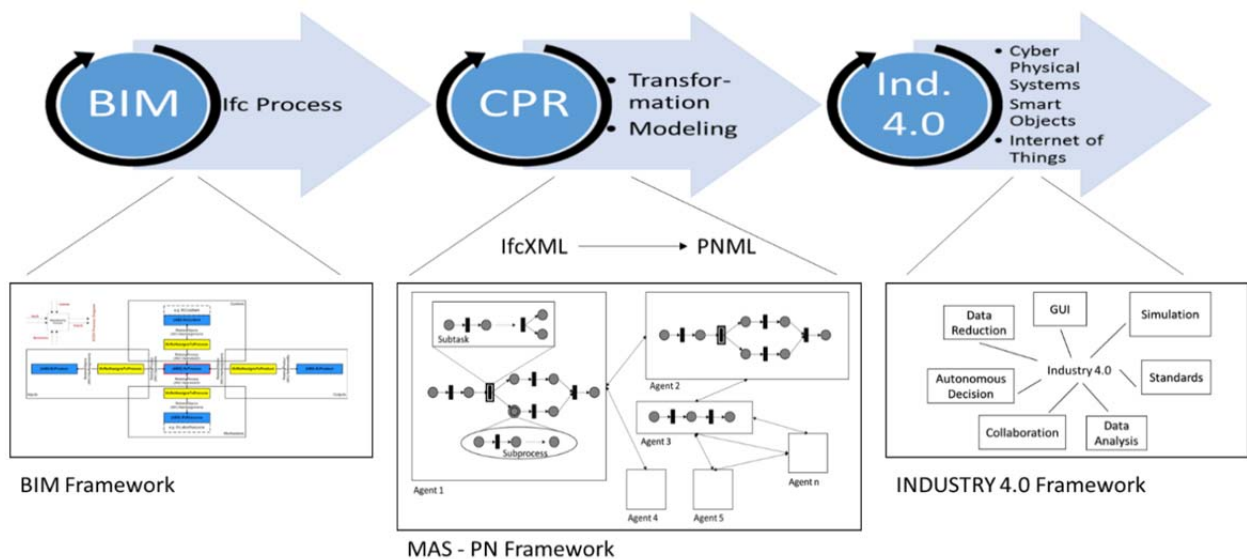 BIM
Ifc Process
CPR
• Transfor-
mation
• Modeling
Ind.
4.0
• Cyber
Physical
Systems
Smart
Objects
• Internet of
Things
IfcXML
PNML
Subtask
Subprocess
Agent 1
Agent 2
Agent 3
Agent 4
Agent 5
Agent n
Data
Reduction
GUI
Simulation
Autonomous
Decision
Industry 4.0
Standards
Collaboration
Data
Analysis
BIM Framework
MAS - PN Framework
INDUSTRY 4.0 Framework